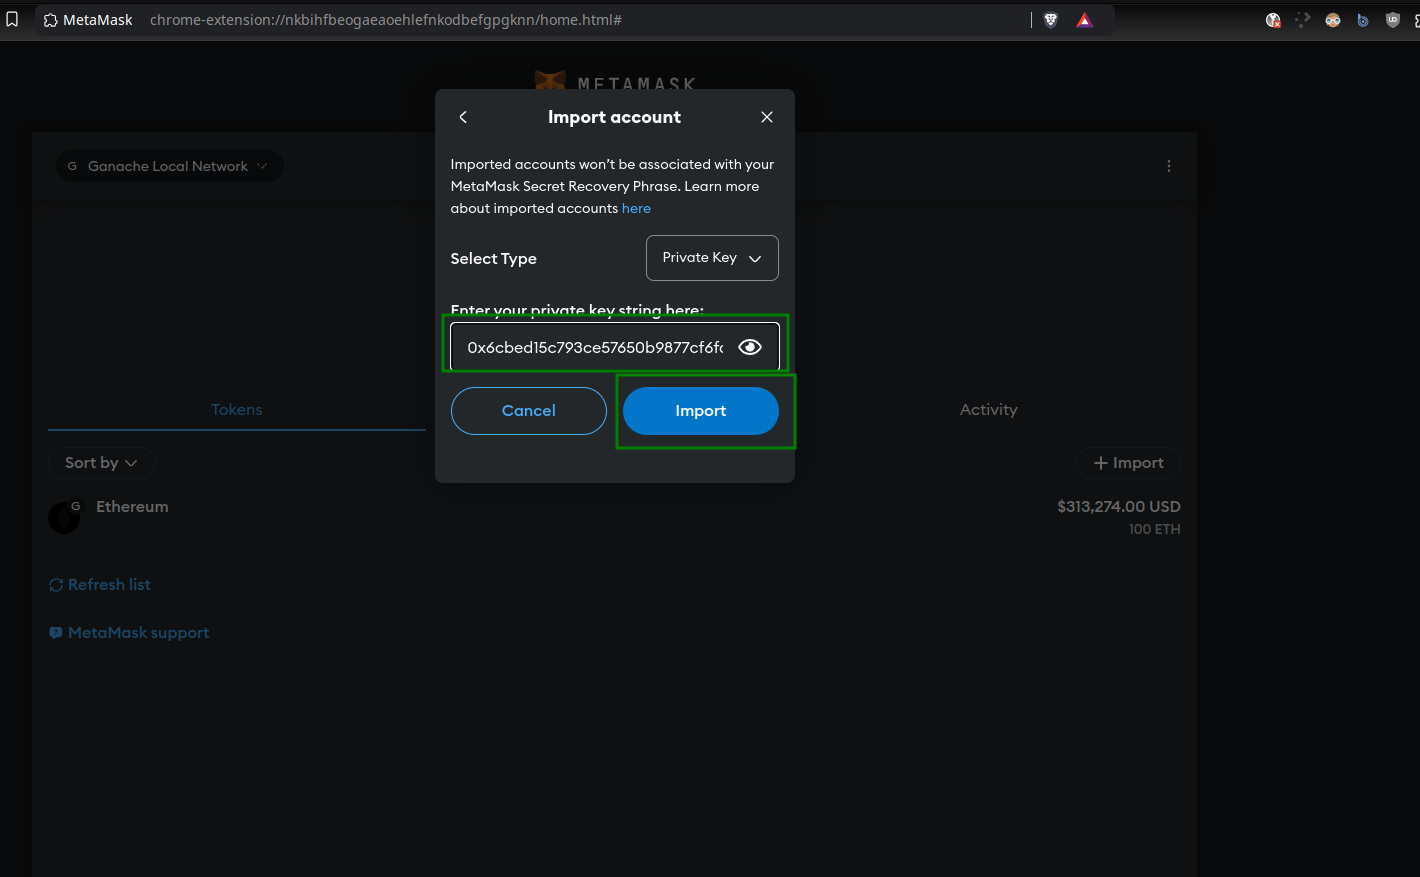 MetaMask chrome-extension://nkbihfbeogaeaoehlefnkodbefgpgknn/home.html#
METAMASK
Import account
G Ganache Local Network
Imported accounts won’t be associated with your
MetaMask Secret Recovery Phrase. Learn more
about imported accounts here
Select Type
Private Key
Enter your private key string here:
0x6cbed15c793ce57650b9877cf6f
Cancel
Import
Tokens
Activity
Sort by
Import
G
Ethereum
$313,274.00 USD
100 ETH
Refresh list
MetaMask support